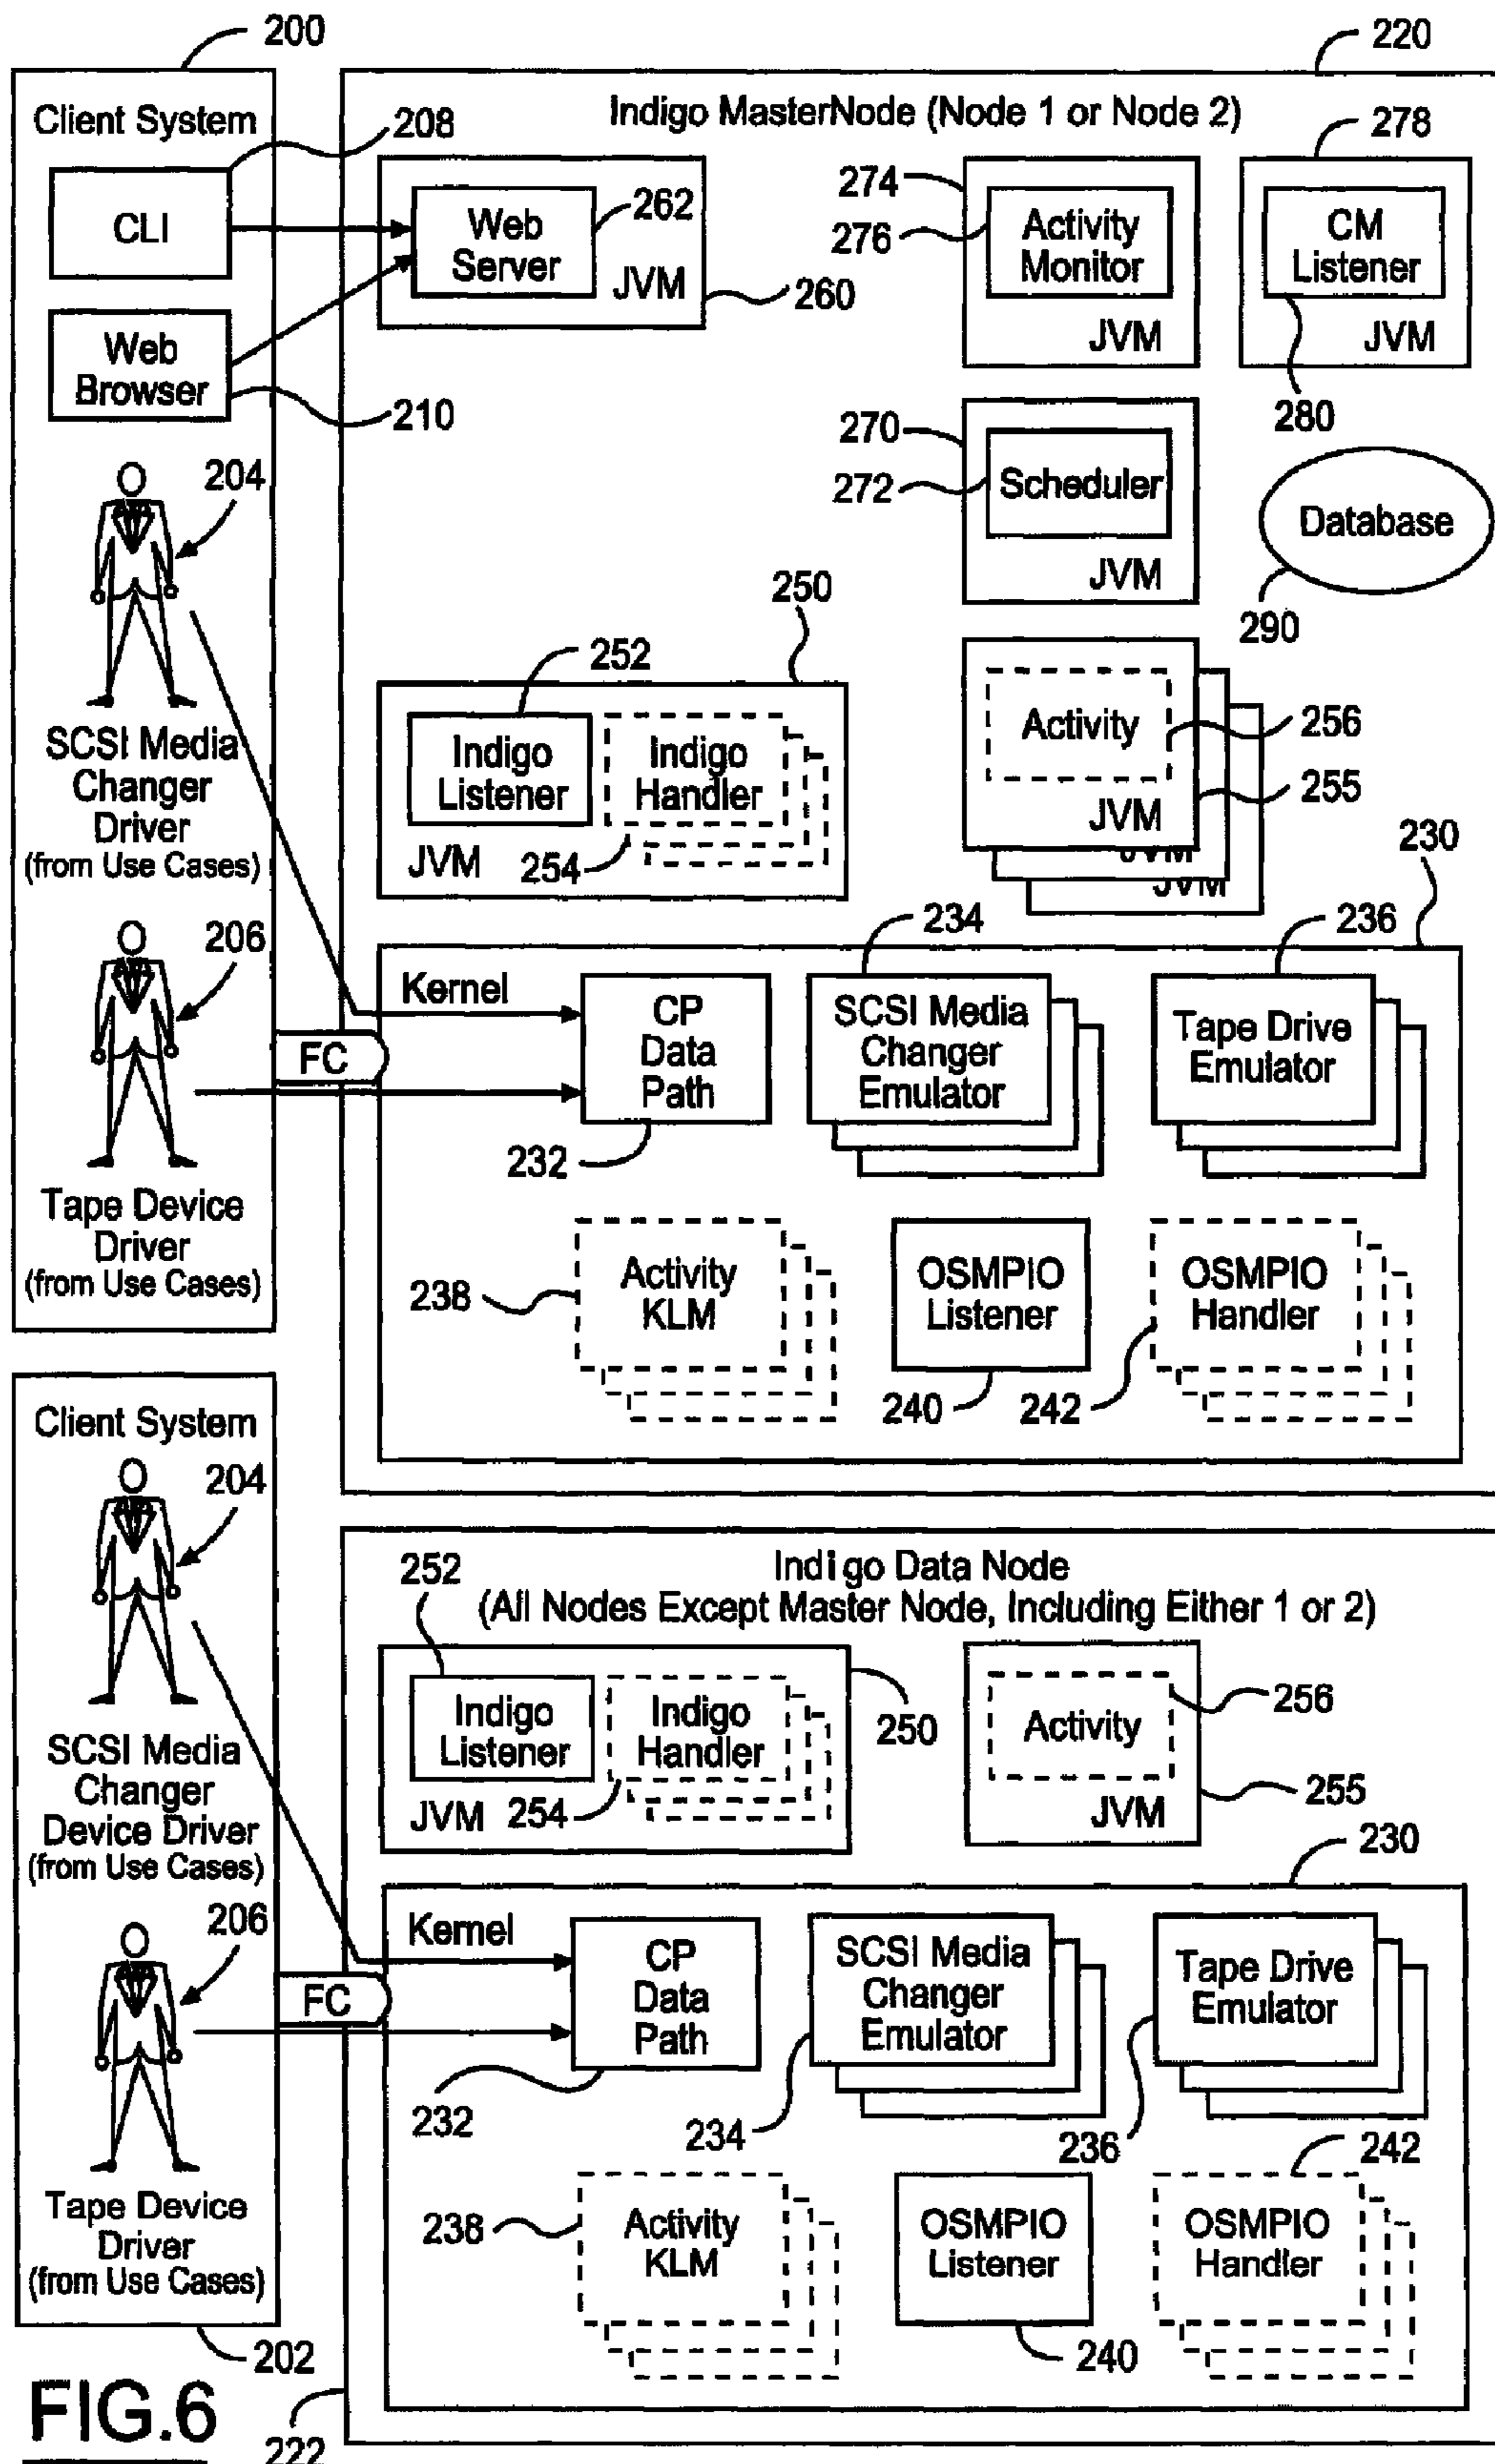 200
Client System
208
CLI
Web
Browser
210
204
SCSI Media
Changer
Driver
(from Use Cases)
206
Tape Device
Driver
(from Use Cases)
220
Indigo MasterNode (Node 1 or Node 2)
Web
Server
262
JVM
260
274
276
Activity
Monitor
JVM
278
CM
Listener
JVM
280
270
272
Scheduler
JVM
Database
290
250
252
Indigo
Listener
Indigo
Handler
JVM
254
Activity
256
JVM
255
JVM
JVM
230
Kernel
FC
CP
Data
Path
232
234
SCSI Media
Changer
Emulator
236
Tape Drive
Emulator
238
Activity
KLM
OSMPIO
Listener
240
OSMPIO
Handler
242
Client System
204
SCSI Media
Changer
Device Driver
(from Use Cases)
206
Tape Device
Driver
(from Use Cases)
202
Indigo Data Node
(All Nodes Except Master Node, Including Either 1 or 2)
252
Indigo
Listener
Indigo
Handler
JVM
254
250
Activity
256
JVM
255
230
Kernel
FC
CP
Data
Path
232
SCSI Media
Changer
Emulator
234
Tape Drive
Emulator
236
238
Activity
KLM
OSMPIO
Listener
240
242
OSMPIO
Handler
222
FIG.6